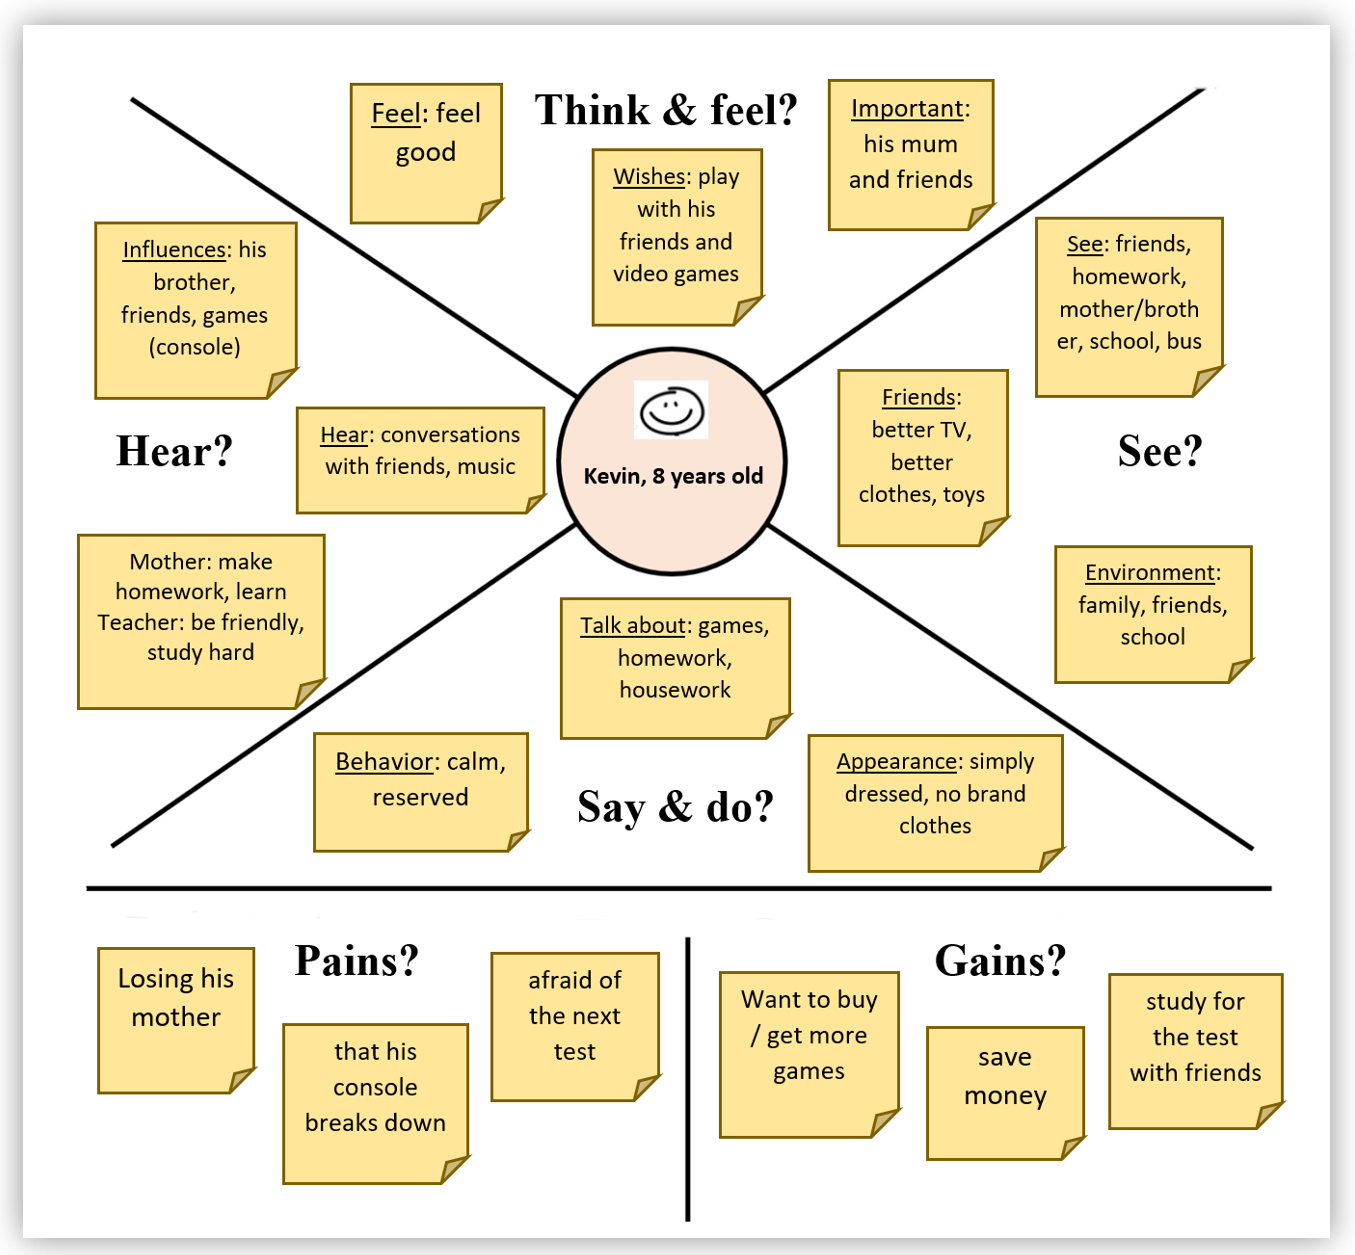 Think & feel?
Feel: feel
good
Wishes: play
with his
friends and
video games
Important:
his mum
and friends
Influences: his
brother,
friends, games
(console)
Hear?
Hear: conversations
with friends, music
Mother: make
homework, learn
Teacher: be friendly,
study hard
Kevin, 8 years old
See: friends,
homework,
mother/broth
er, school, bus
Friends:
better TV,
better
clothes, toys
See?
Environment:
family, friends,
school
Talk about: games,
homework,
housework
Behavior: calm,
reserved
Say & do?
Appearance: simply
dressed, no brand
clothes
Pains?
Losing his
mother
that his
console
breaks down
afraid of
the next
test
Gains?
Want to buy
/ get more
games
save
money
study for
the test
with friends